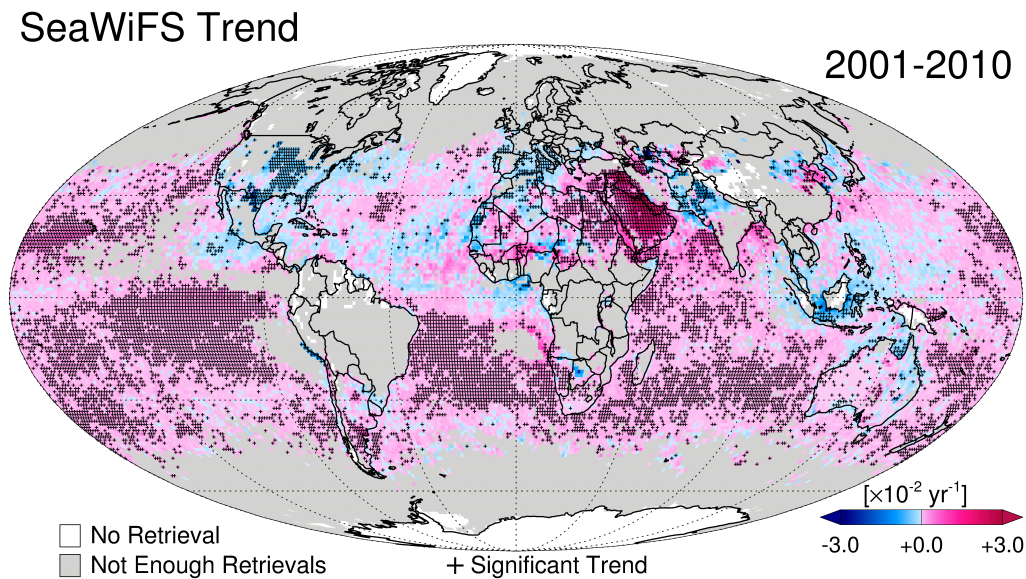 SeaWiFS Trend
2001-2010
[×10⁻² yr⁻¹]
-3.0 +0.0 +3.0
No Retrieval
Not Enough Retrievals
+ Significant Trend